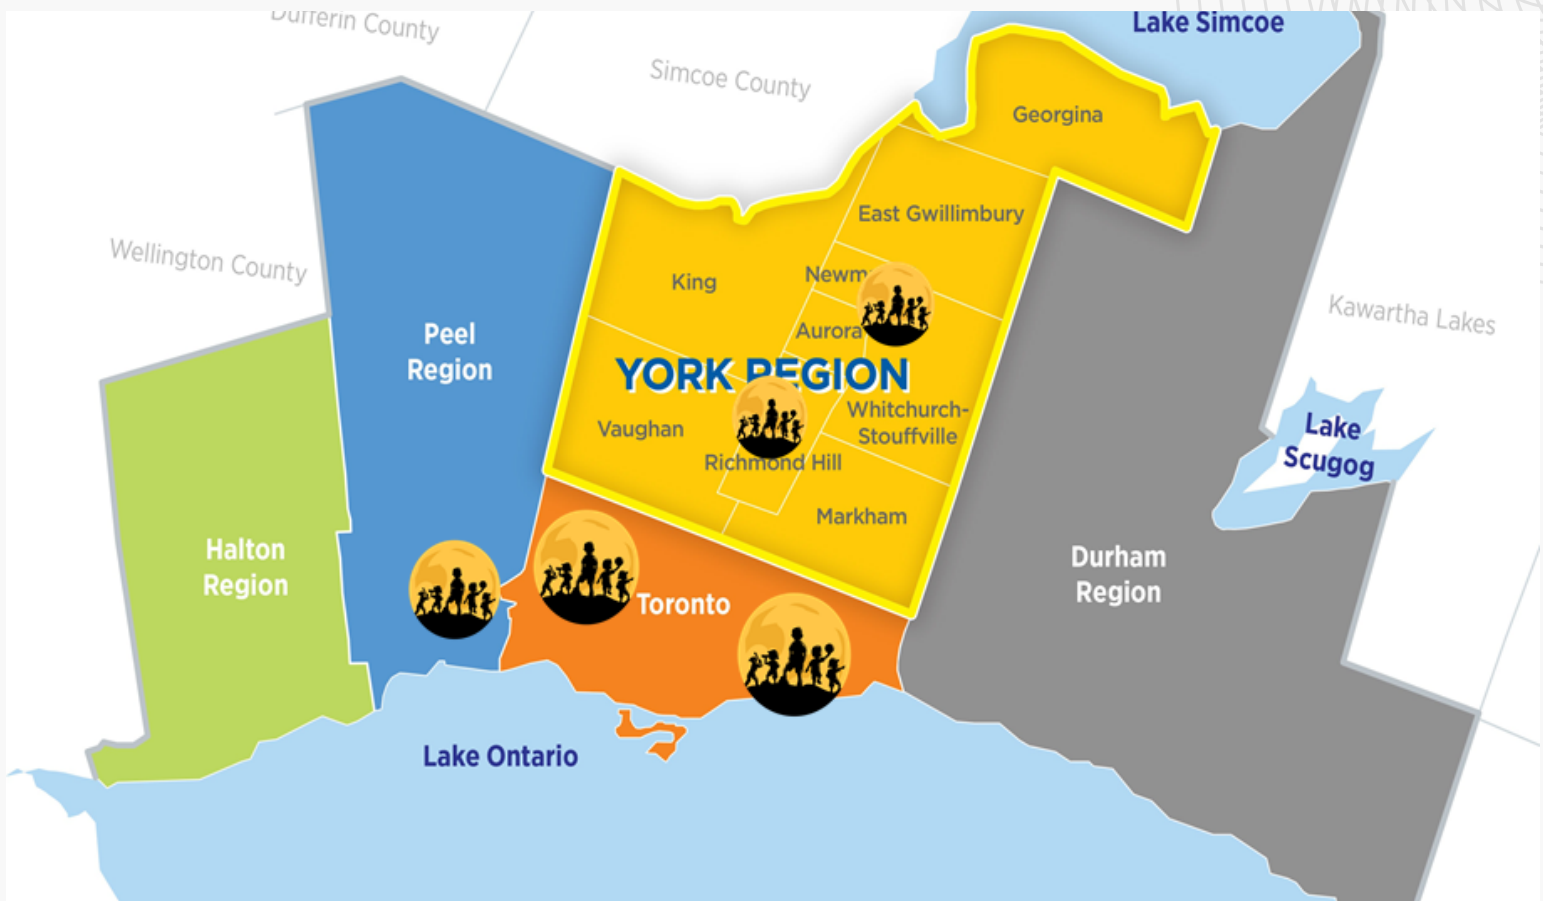 Dufferin County
Lake Simcoe
Simcoe County
Georgina
East Gwillimbury
Wellington County
King
Newm
Kawartha Lakes
Aurora
Peel
Region
YORK REGION
Whitchurch-
Stouffville
Vaughan
Richmond Hill
Lake
Scugog
Markham
Halton
Region
Durham
Region
Toronto
Lake Ontario